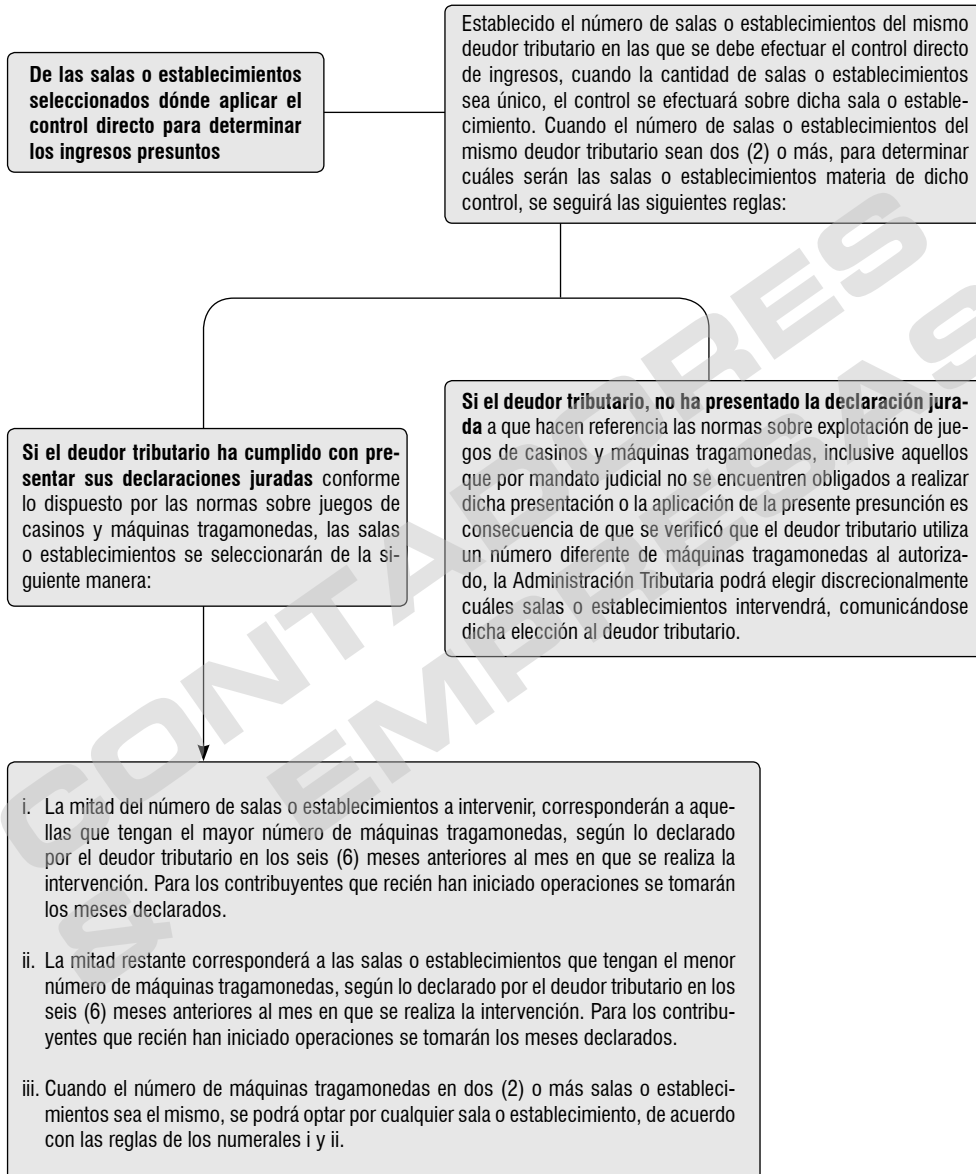 De las salas o establecimientos
seleccionados dónde aplicar el
control directo para determinar
los ingresos presuntos
Establecido el número de salas o establecimientos del mismo
deudor tributario en las que se debe efectuar el control directo
de ingresos, cuando la cantidad de salas o establecimientos
sea único, el control se efectuará sobre dicha sala o estable-
cimiento. Cuando el número de salas o establecimientos del
mismo deudor tributario sean dos (2) o más, para determinar
cuáles serán las salas o establecimientos materia de dicho
control, se seguirá las siguientes reglas:
Si el deudor tributario ha cumplido con pre-
sentar sus declaraciones juradas conforme
lo dispuesto por las normas sobre juegos de
casinos y máquinas tragamonedas, las salas
o establecimientos se seleccionarán de la si-
guiente manera:
Si el deudor tributario, no ha presentado la declaración jura-
da a que hacen referencia las normas sobre explotación de jue-
gos de casinos y máquinas tragamonedas, inclusive aquellos
que por mandato judicial no se encuentren obligados a realizar
dicha presentación o la aplicación de la presente presunción es
consecuencia de que se verificó que el deudor tributario utiliza
un número diferente de máquinas tragamonedas al autoriza-
do, la Administración Tributaria podrá elegir discrecionalmente
cuáles salas o establecimientos intervendrá, comunicándose
dicha elección al deudor tributario.
i. La mitad del número de salas o establecimientos a intervenir, corresponderán a aque-
llas que tengan el mayor número de máquinas tragamonedas, según lo declarado
por el deudor tributario en los seis (6) meses anteriores al mes en que se realiza la
intervención. Para los contribuyentes que recién han iniciado operaciones se tomarán
los meses declarados.
ii. La mitad restante corresponderá a las salas o establecimientos que tengan el menor
número de máquinas tragamonedas, según lo declarado por el deudor tributario en los
seis (6) meses anteriores al mes en que se realiza la intervención. Para los contribu-
yentes que recién han iniciado operaciones se tomarán los meses declarados.
iii. Cuando el número de máquinas tragamonedas en dos (2) o más salas o estableci-
mientos sea el mismo, se podrá optar por cualquier sala o establecimiento, de acuerdo
con las reglas de los numerales i y ii.
CONTADORES
& EMPRESAS